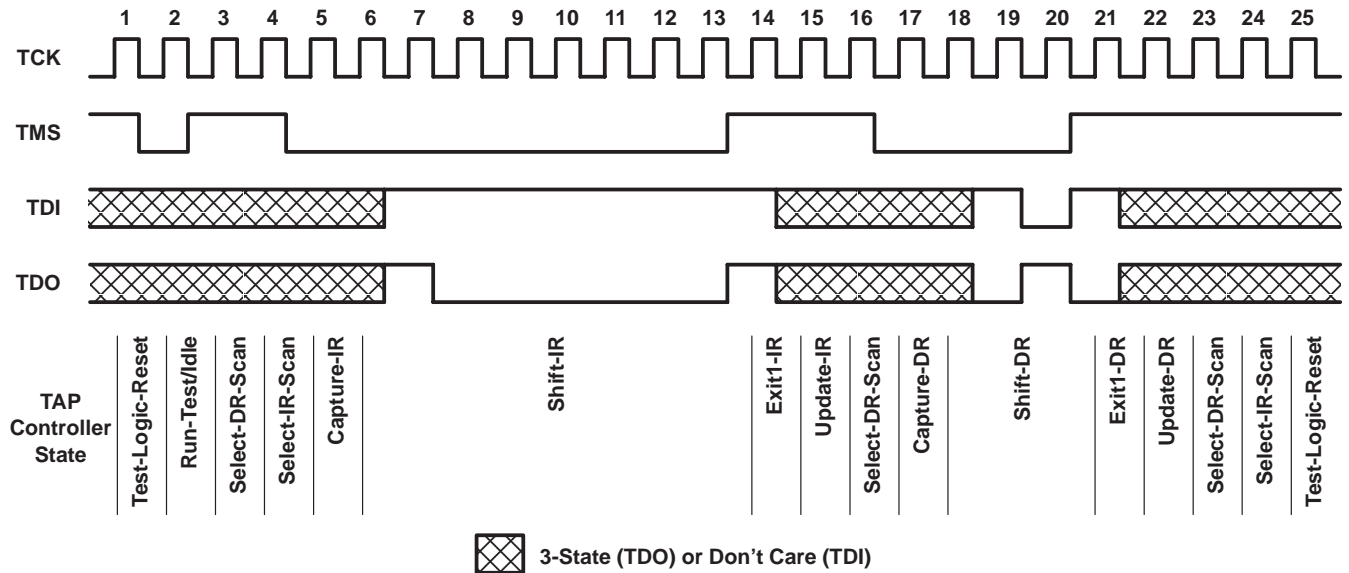 1 2 3 4 5 6 7 8 9 10 11 12 13 14 15 16 17 18 19 20 21 22 23 24 25
TCK
TMS
TDI
TDO
TAP
Controller
State
Test-Logic-Reset
Run-Test/Idle
Select-DR-Scan
Select-IR-Scan
Capture-IR
Shift-IR
Exit1-IR
Update-IR
Select-DR-Scan
Capture-DR
Shift-DR
Exit1-DR
Update-DR
Select-DR-Scan
Select-IR-Scan
Test-Logic-Reset
3-State (TDO) or Don’t Care (TDI)